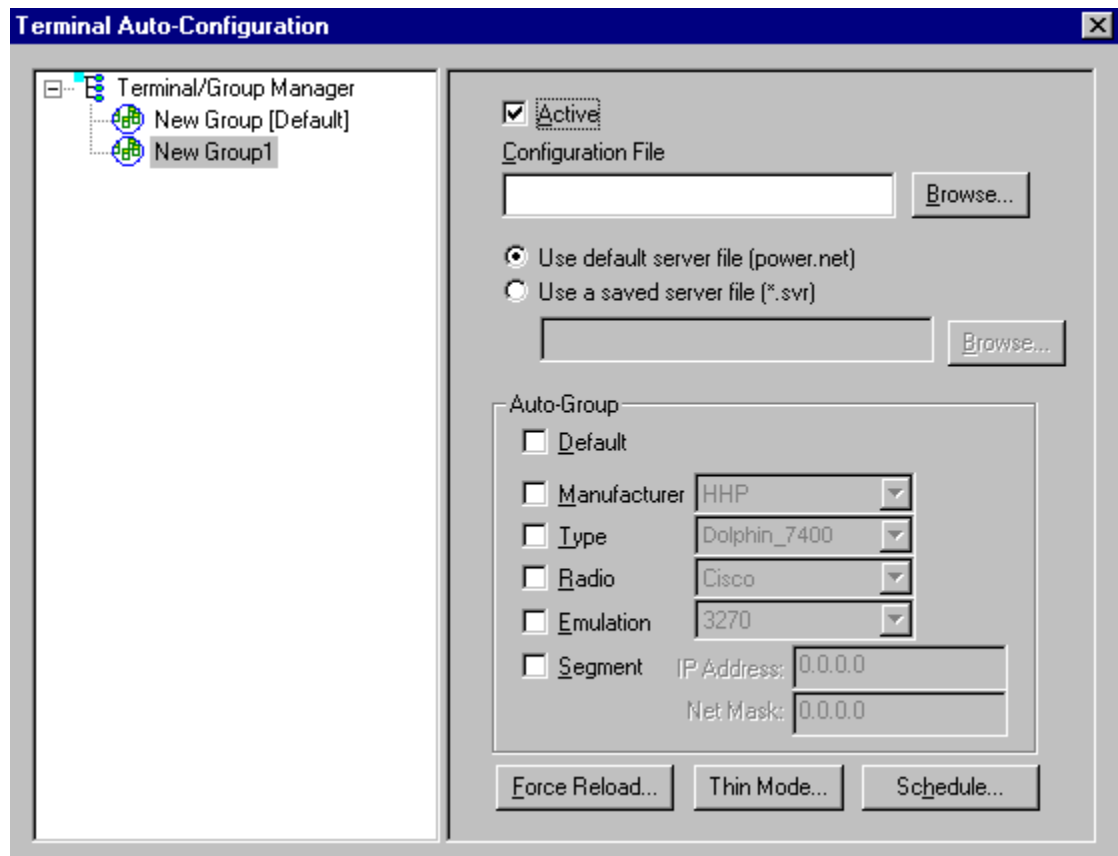 Terminal Auto-Configuration
Terminal/Group Manager
New Group [Default]
New Group1
Active
Configuration File
Browse...
Use default server file (power.net)
Use a saved server file (*.svr)
Browse...
Auto-Group
Default
Manufacturer HHP
Type Dolphin_7400
Radio Cisco
Emulation 3270
Segment IP Address: 0.0.0.0
Net Mask: 0.0.0.0
Force Reload... Thin Mode... Schedule...